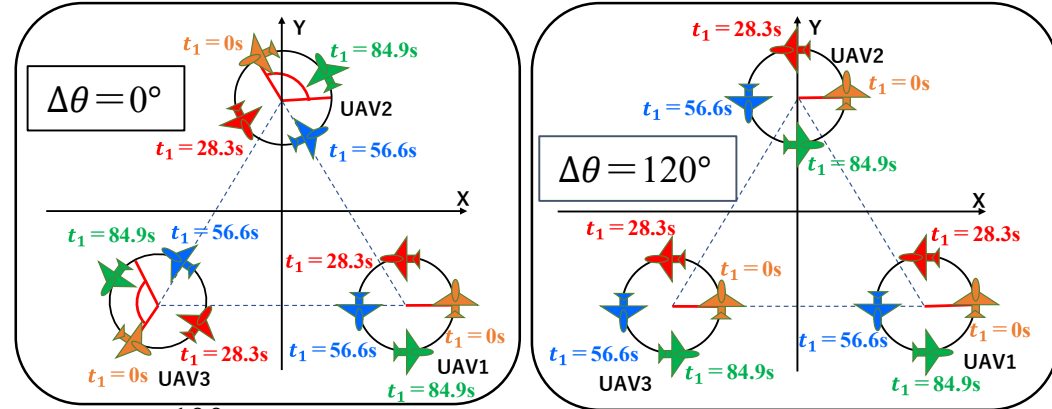 Y
t₁ = 0s
t₁ = 84.9s
Δθ = 0°
UAV2
t₁ = 28.3s
t₁ = 56.6s
X
t₁ = 84.9s
t₁ = 56.6s
t₁ = 28.3s
t₁ = 0s
t₁ = 28.3s
t₁ = 56.6s
UAV1
t₁ = 0s
UAV3
t₁ = 84.9s
t₁ = 28.3s
Y
UAV2
t₁ = 0s
t₁ = 56.6s
t₁ = 84.9s
Δθ = 120°
X
t₁ = 28.3s
t₁ = 28.3s
t₁ = 0s
t₁ = 0s
t₁ = 56.6s
t₁ = 56.6s
UAV1
UAV3
t₁ = 84.9s
t₁ = 84.9s